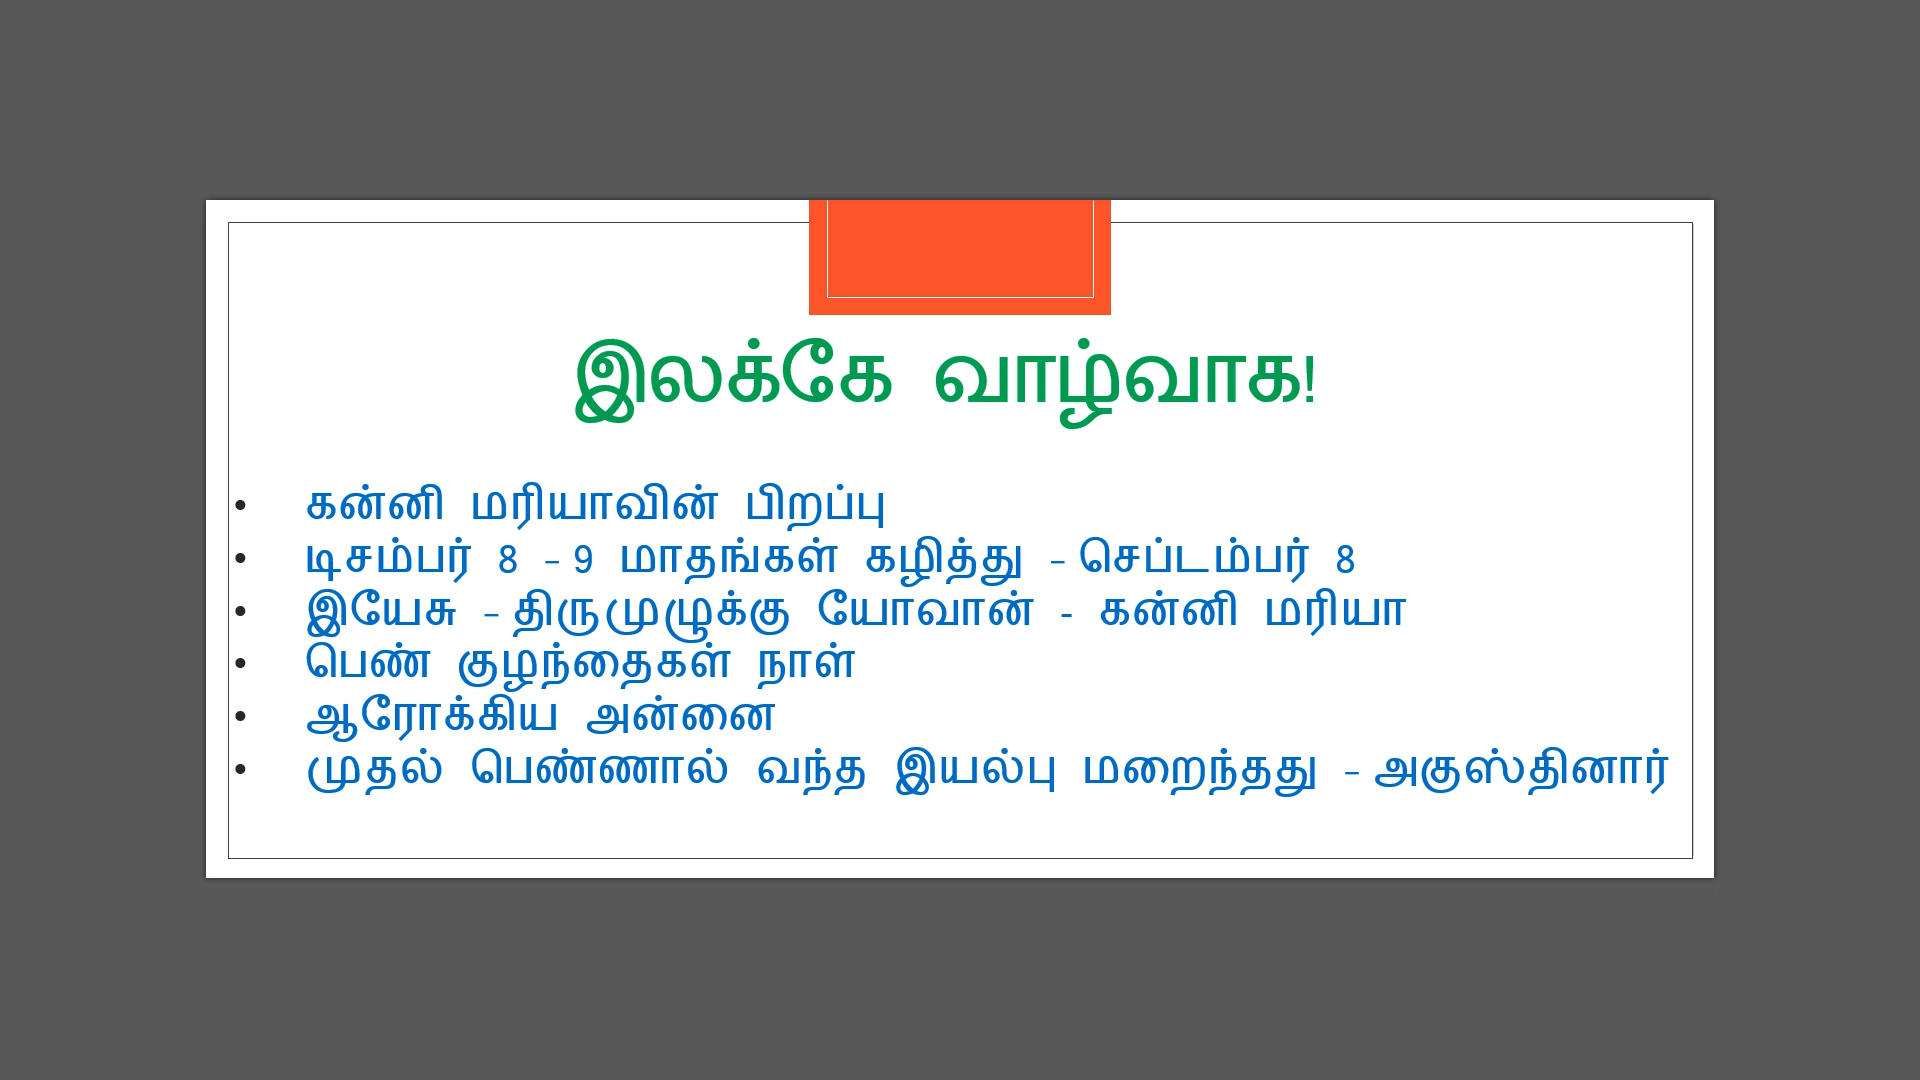 இலக்கே வாழ்வாக!
• கன்னி மரியாவின் பிறப்பு
• டிசம்பர் 8 – 9 மாதங்கள் கழித்து – செப்டம்பர் 8
• இயேசு – திருமுழுக்கு யோவான் - கன்னி மரியா
• பெண் குழந்தைகள் நாள்
• ஆரோக்கிய அன்னை
• முதல் பெண்ணால் வந்த இயல்பு மறைந்தது – அகுஸ்தினார்